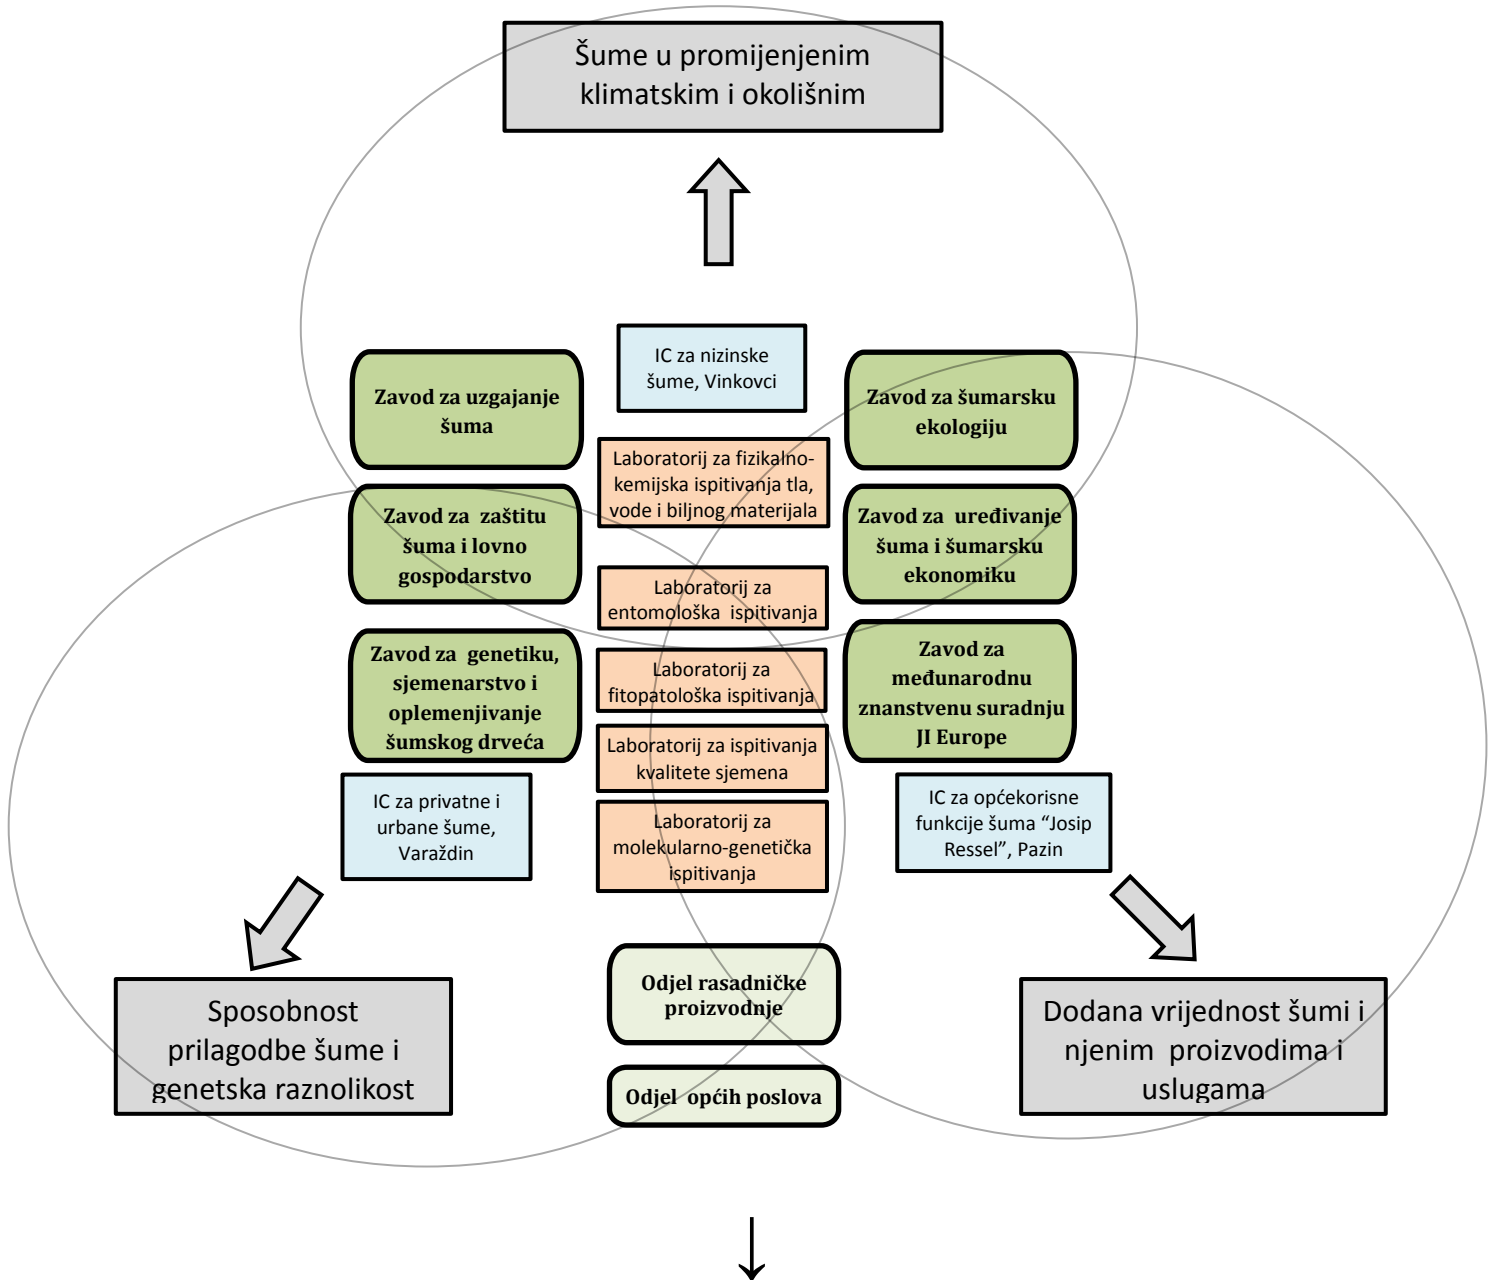 Šume u promijenjenim
klimatskim i okolišnim
IC za nizinske
šume, Vinkovci
Zavod za uzgajanje
šuma
Zavod za šumarsku
ekologiju
Laboratorij za fizikalno-
kemijska ispitivanja tla,
vode i biljnog materijala
Zavod za zaštitu
šuma i lovno
gospodarstvo
Zavod za uređivanje
šuma i šumarsku
ekonomiku
Laboratorij za
entomološka ispitivanja
Zavod za genetiku,
sjemenarstvo i
oplemenjivanje
šumskog drveća
Laboratorij za
fitopatološka ispitivanja
Zavod za
međunarodnu
znanstvenu suradnju
JI Europe
Laboratorij za ispitivanja
kvalitete sjemena
IC za privatne i
urbane šume,
Varaždin
Laboratorij za
molekularno-genetička
ispitivanja
IC za općekorisne
funkcije šuma “Josip
Ressel”, Pazin
Odjel rasadničke
proizvodnje
Sposobnost
prilagodbe šume i
genetska raznolikost
Dodana vrijednost šumi i
njenim proizvodima i
uslugama
Odjel općih poslova